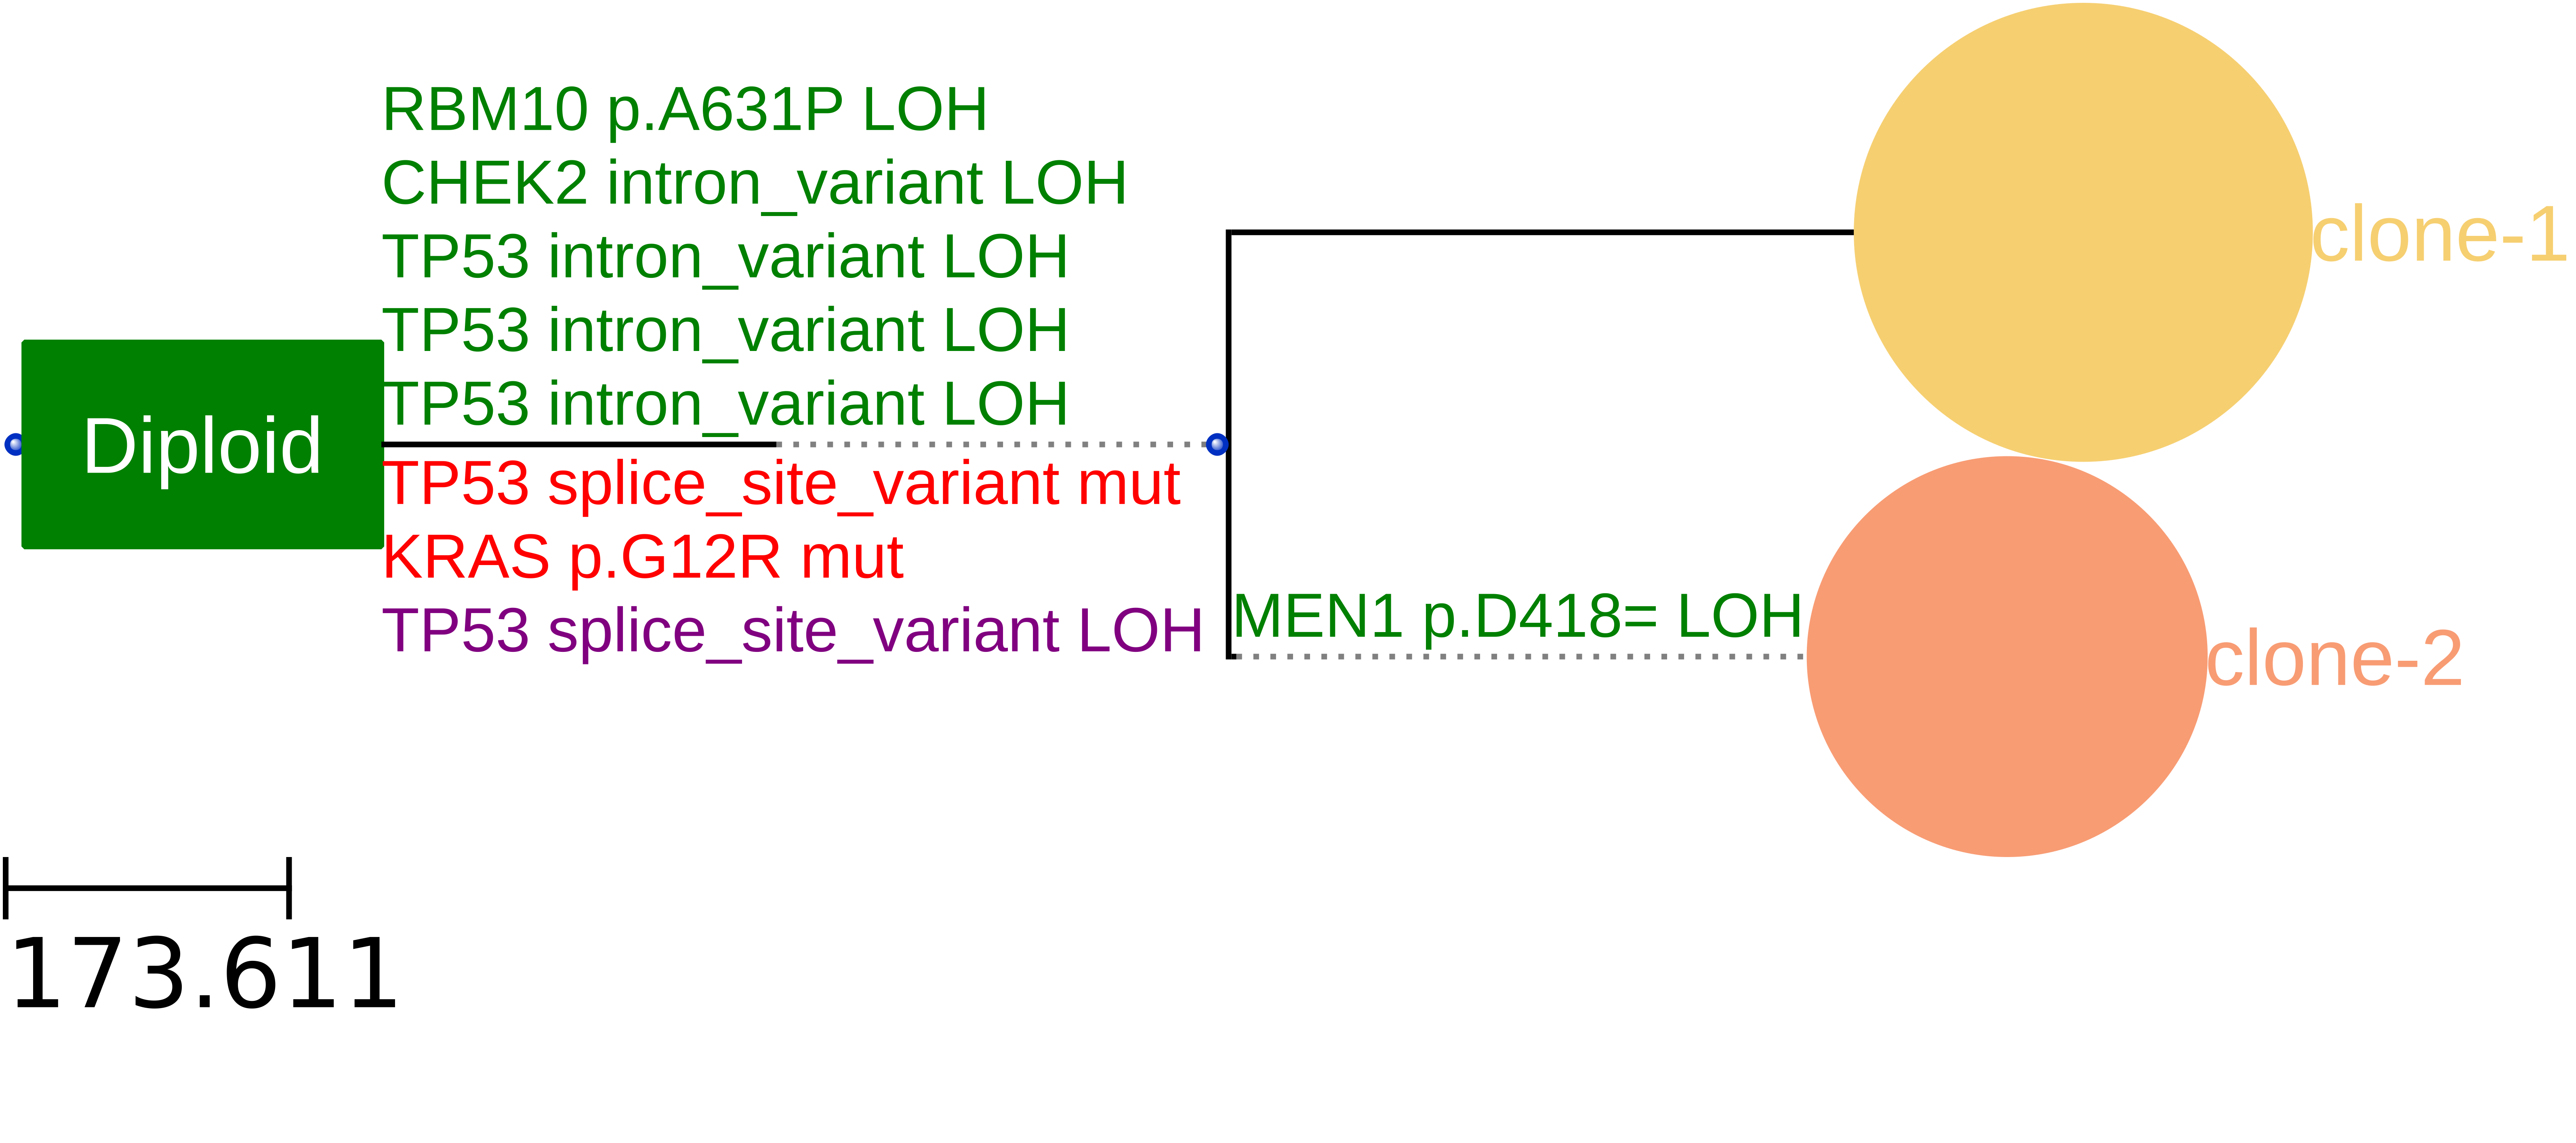 RBM10 p.A631P LOH
CHEK2 intron_variant LOH
TP53 intron_variant LOH
TP53 intron_variant LOH
TP53 intron_variant LOH
Diploid
TP53 splice_site_variant mut
KRAS p.G12R mut
TP53 splice_site_variant LOH
clone-1
MEN1 p.D418= LOH
clone-2
173.611